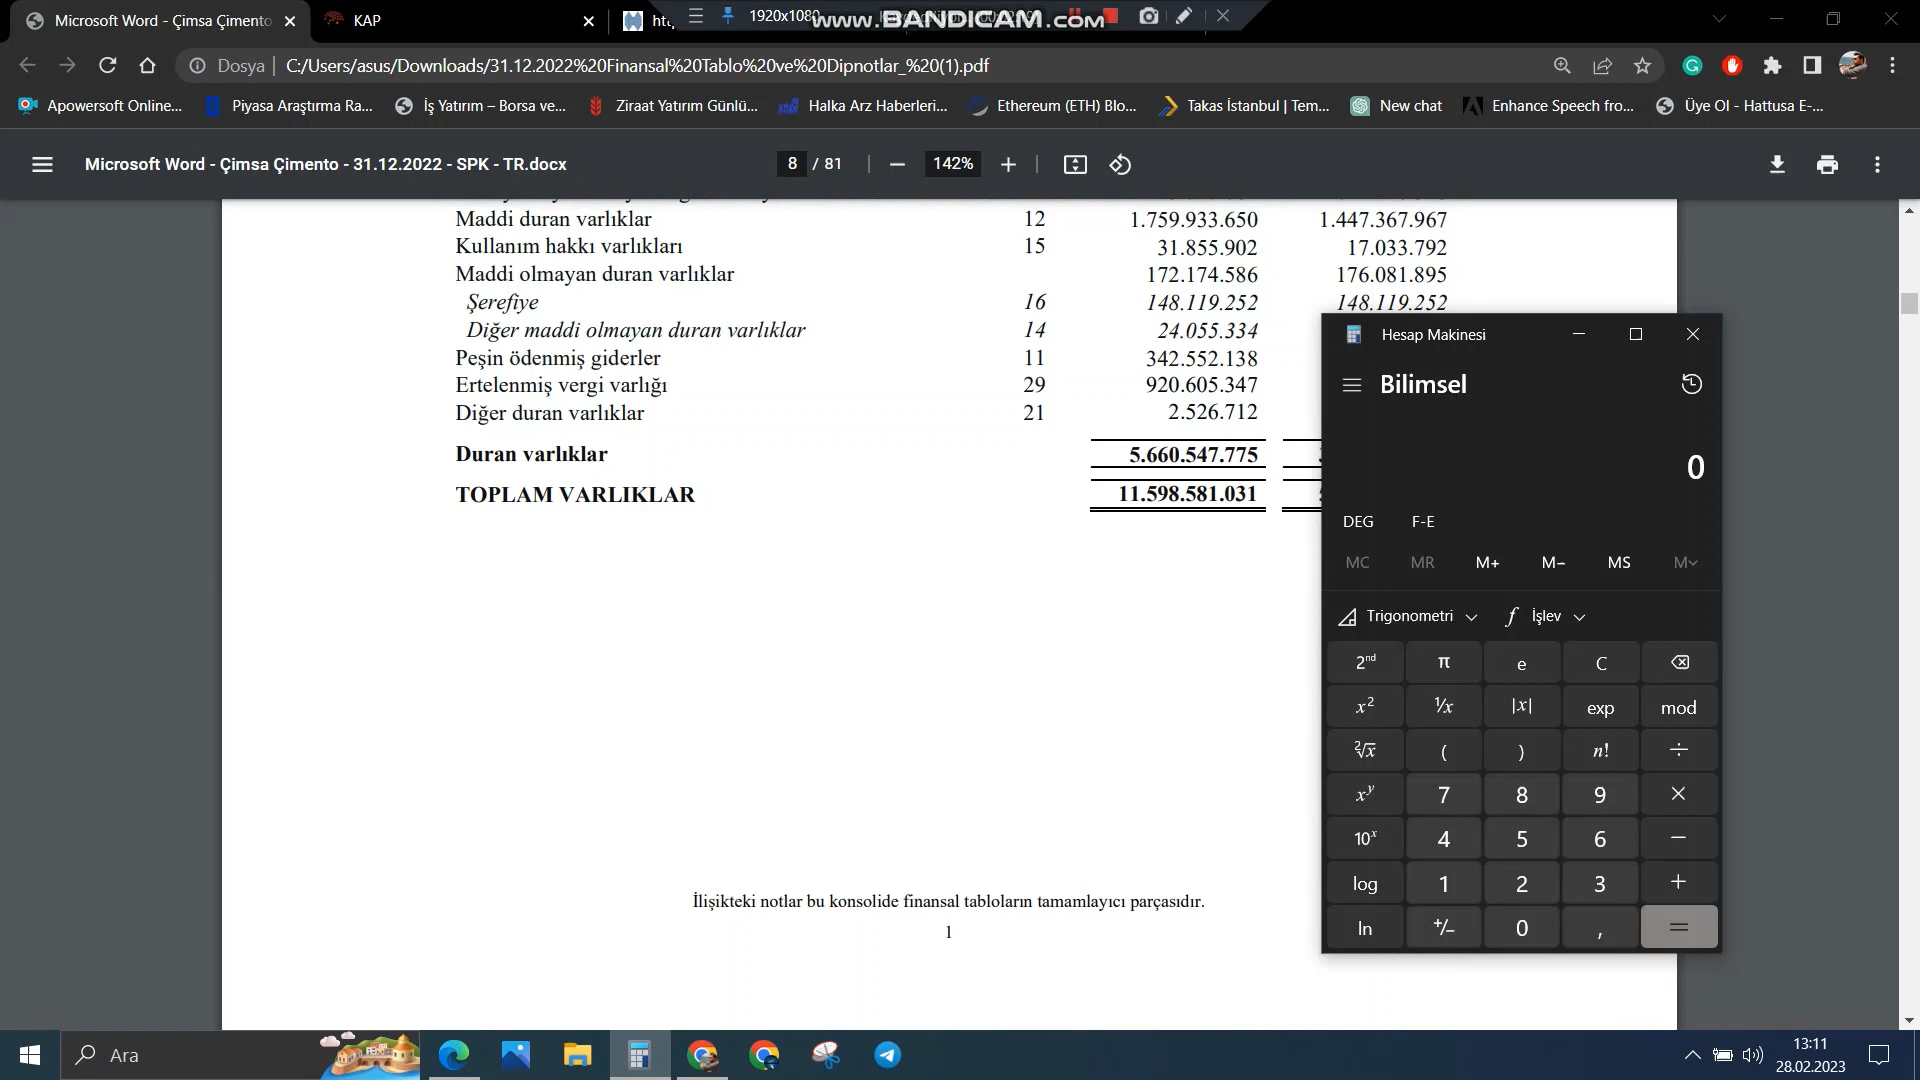 Microsoft Word - Çimsa Çimento
KAP
1920x1080
www.BANDICAM.com
Dosya
C:/Users/asus/Downloads/31.12.2022%20Finansal%20Tablo%20ve%20Dipnotlar_%20(1).pdf
Apowersoft Online... Piyasa Araştırma Ra... İş Yatırım – Borsa ve... Ziraat Yatırım Günlü... Halka Arz Haberleri... Ethereum (ETH) Blo... Takas İstanbul | Tem... New chat Enhance Speech fro... Üye Ol - Hattusa E-...
Microsoft Word - Çimsa Çimento - 31.12.2022 - SPK - TR.docx 8 / 81 142%
Maddi duran varlıklar 12 1.759.933.650 1.447.367.967
Kullanım hakkı varlıkları 15 31.855.902 17.033.792
Maddi olmayan duran varlıklar 172.174.586 176.081.895
Şerefiye 16 148.119.252 148.119.252
Diğer maddi olmayan duran varlıklar 14 24.055.334
Peşin ödenmiş giderler 11 342.552.138
Ertelenmiş vergi varlığı 29 920.605.347
Diğer duran varlıklar 21 2.526.712
Duran varlıklar 5.660.547.775
TOPLAM VARLIKLAR 11.598.581.031
İlişikteki notlar bu konsolide finansal tabloların tamamlayıcı parçasıdır.
1
Hesap Makinesi
Bilimsel
0
DEG F-E
MC MR M+ M− MS M
Trigonometri f İşlev
2nd π e C
x² ¹/x |x| exp mod
²√x ( ) n! ÷
xʸ 7 8 9 ×
10ˣ 4 5 6 −
log 1 2 3 +
ln +/− 0 , =
Ara
13:11
28.02.2023